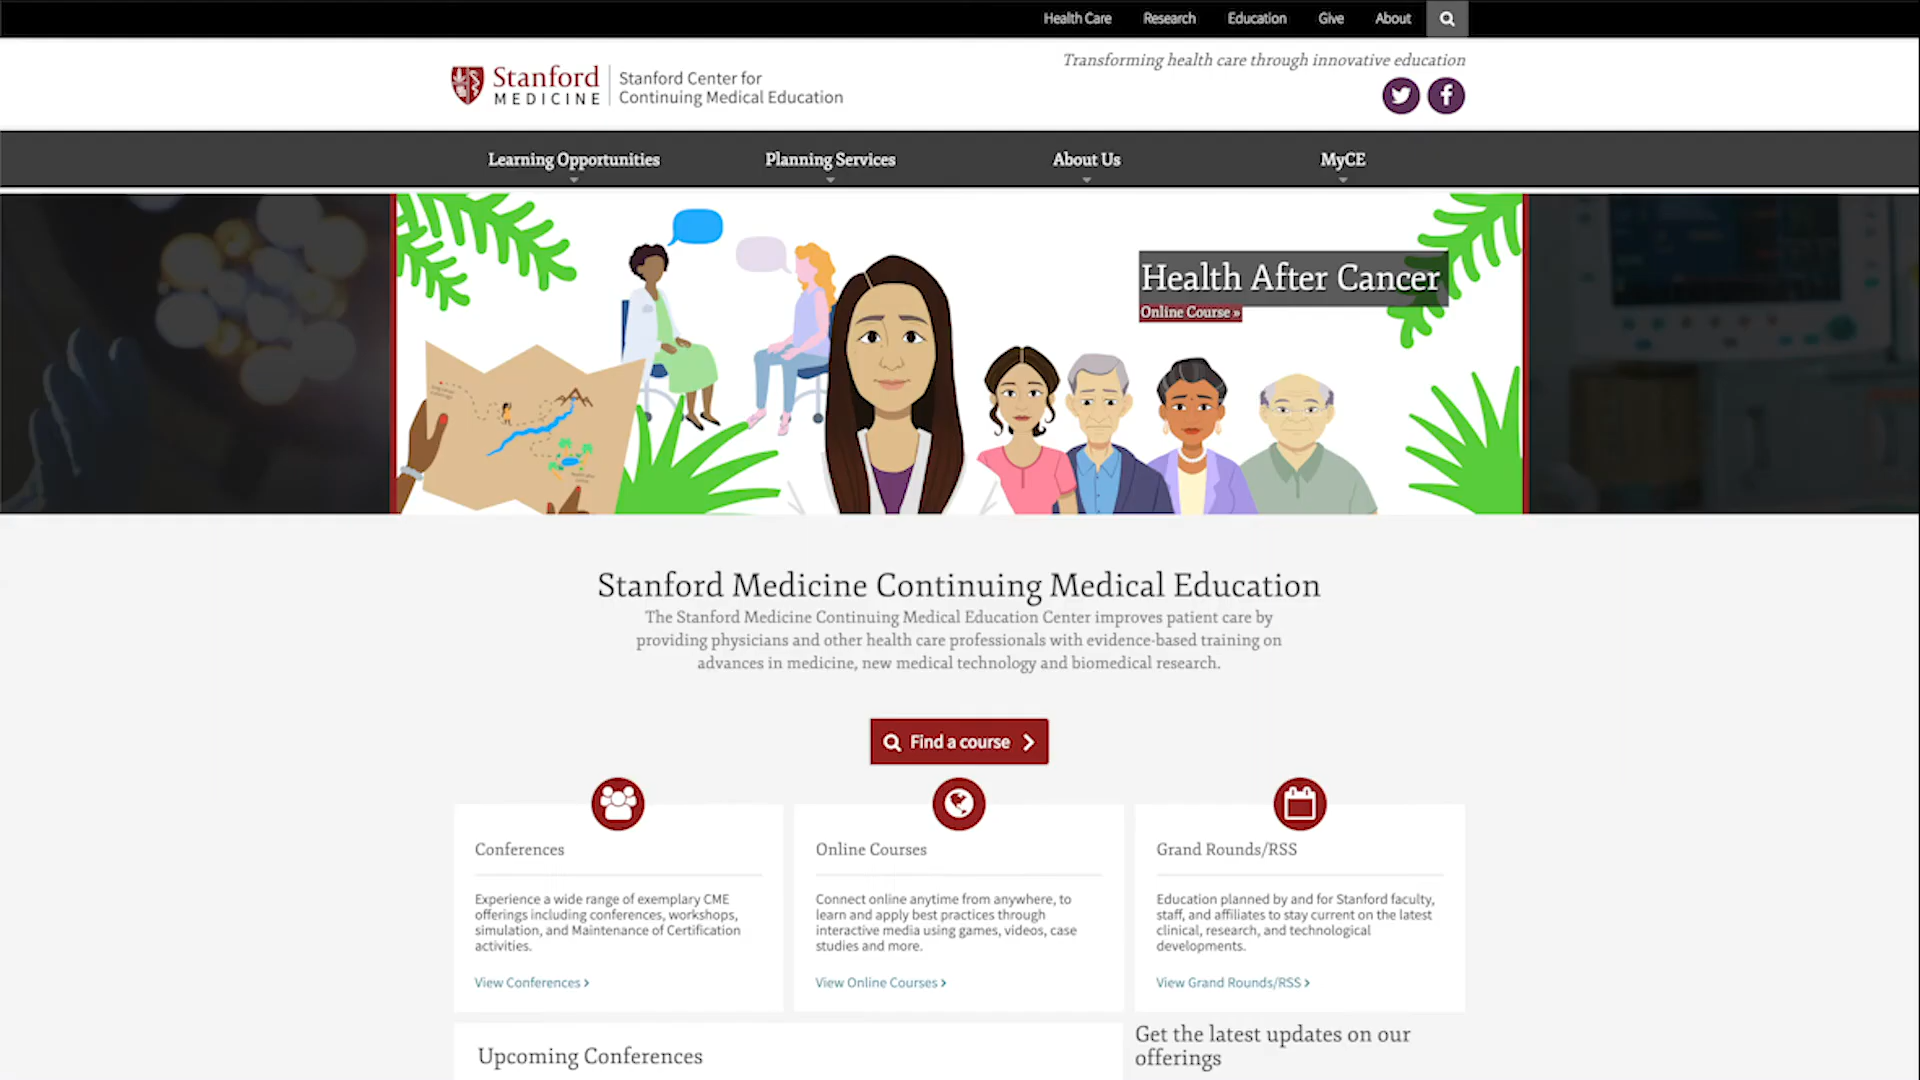 Health Care
Research
Education
Give
About
Transforming health care through innovative education
Stanford
MEDICINE
Stanford Center for
Continuing Medical Education
Learning Opportunities
Planning Services
About Us
MyCE
Health After Cancer
Online Course »
Stanford Medicine Continuing Medical Education
The Stanford Medicine Continuing Medical Education Center improves patient care by
providing physicians and other health care professionals with evidence-based training on
advances in medicine, new medical technology and biomedical research.
Find a course
Conferences
Experience a wide range of exemplary CME
offerings including conferences, workshops,
simulation, and Maintenance of Certification
activities.
View Conferences
Online Courses
Connect online anytime from anywhere, to
learn and apply best practices through
interactive media using games, videos, case
studies and more.
View Online Courses
Grand Rounds/RSS
Education planned by and for Stanford faculty,
staff, and affiliates to stay current on the latest
clinical, research, and technological
developments.
View Grand Rounds/RSS
Upcoming Conferences
Get the latest updates on our
offerings